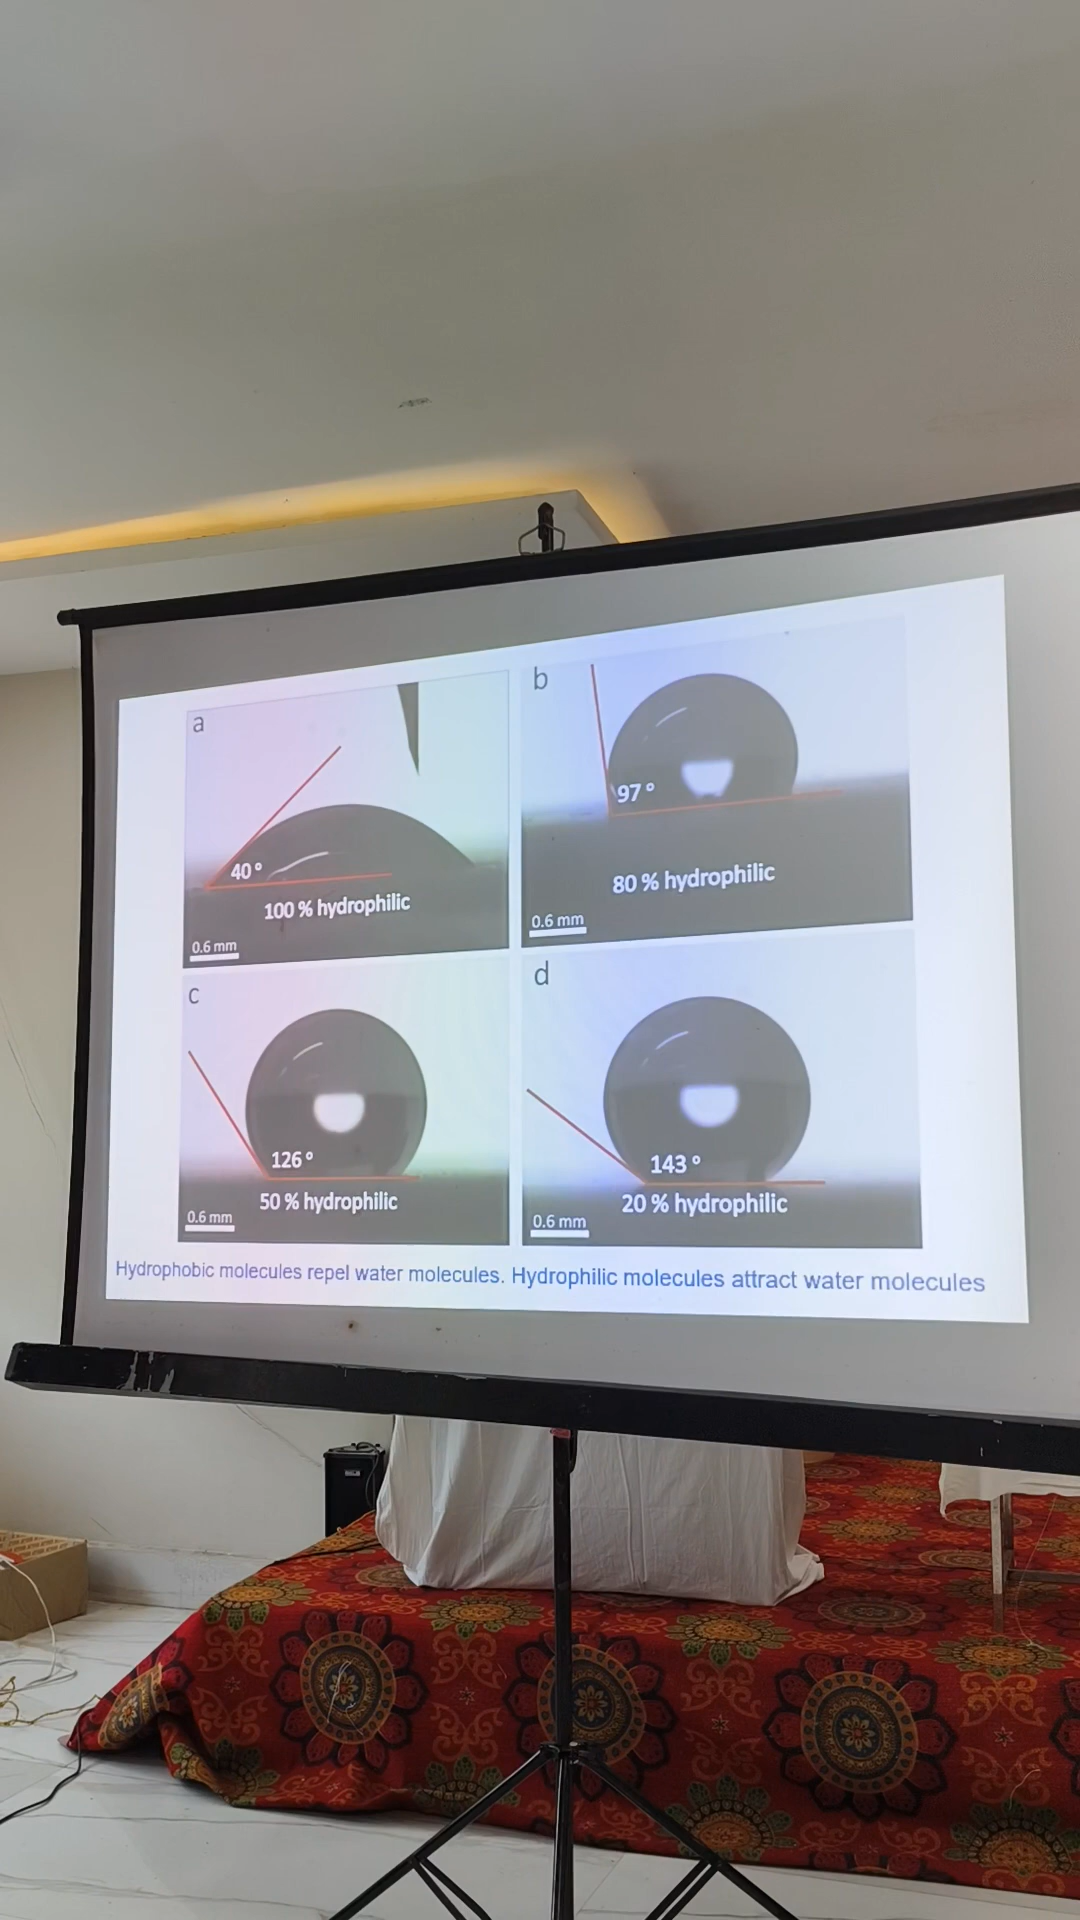 a
40 °
100 % hydrophilic
0.6 mm
b
97 °
80 % hydrophilic
0.6 mm
c
126 °
50 % hydrophilic
0.6 mm
d
143 °
20 % hydrophilic
0.6 mm
Hydrophobic molecules repel water molecules. Hydrophilic molecules attract water molecules